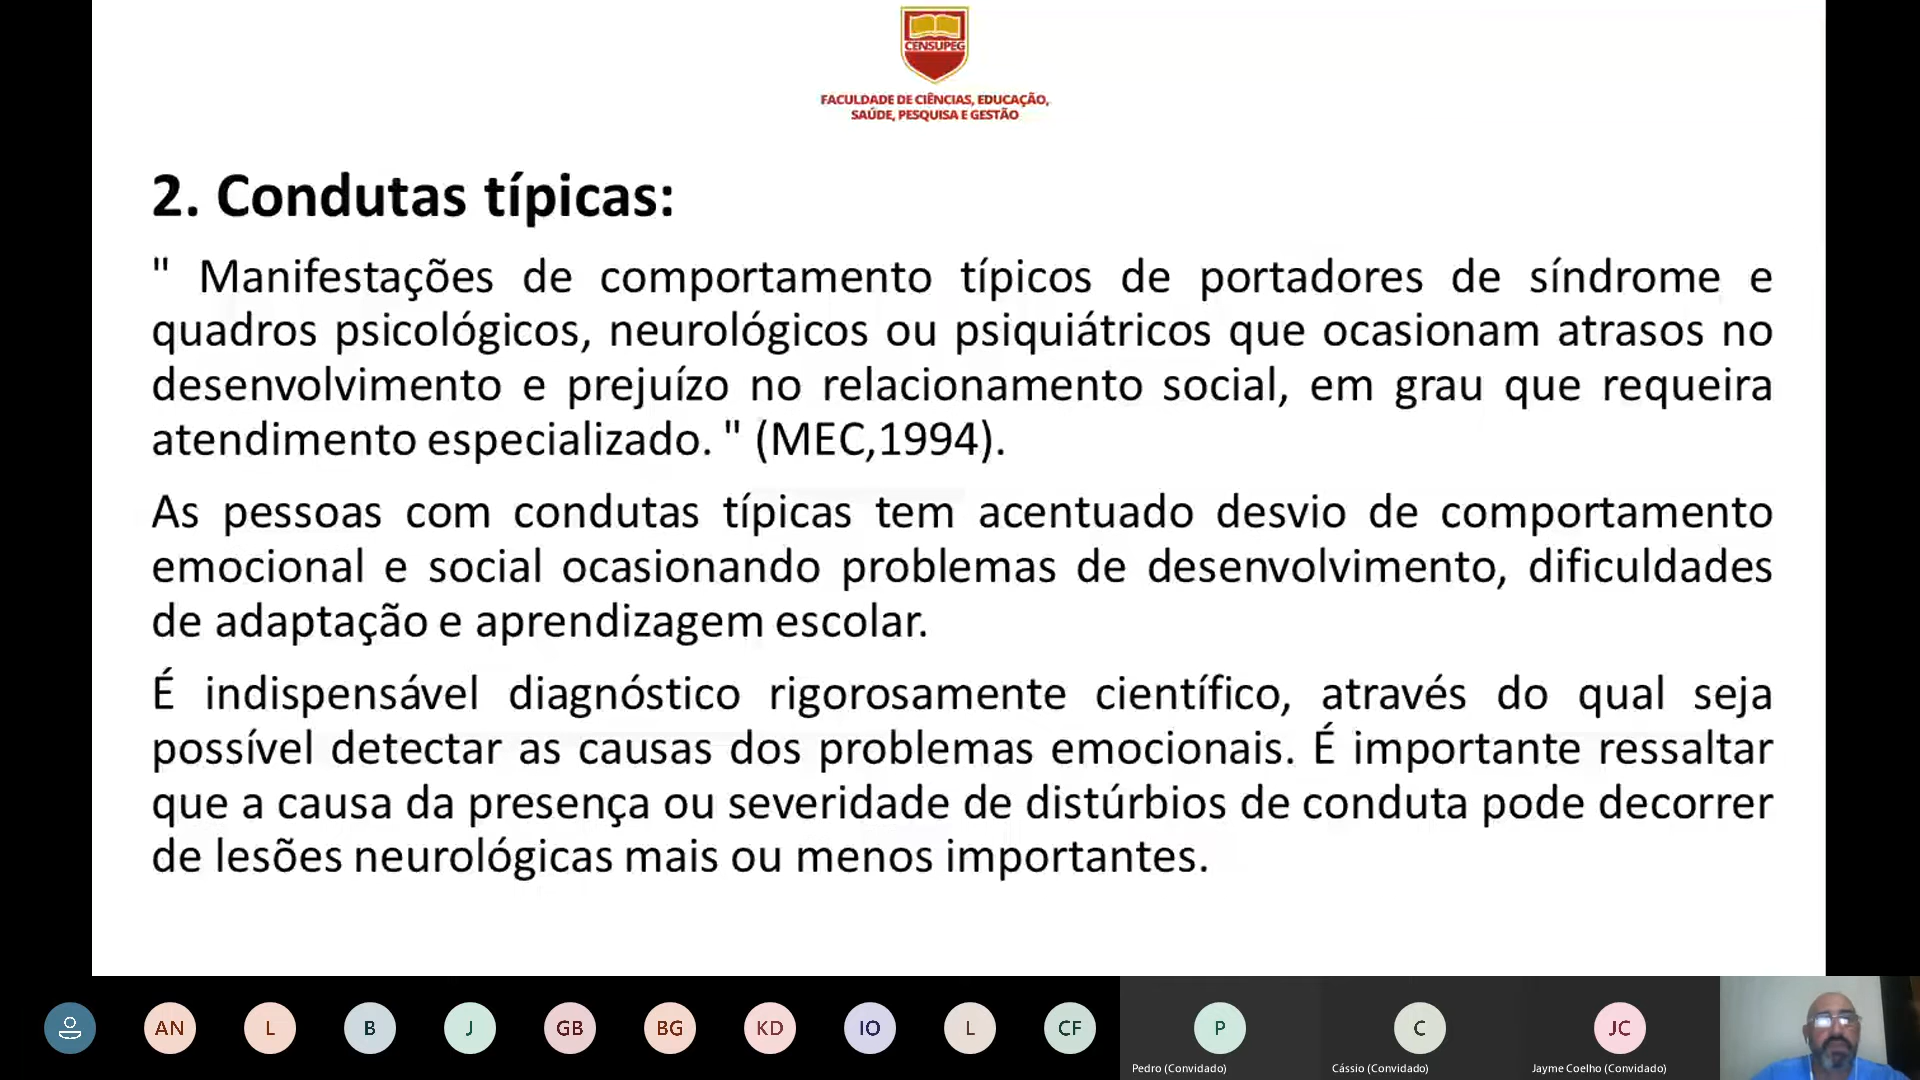 CENSUPEG
FACULDADE DE CIÊNCIAS, EDUCAÇÃO,
SAÚDE, PESQUISA E GESTÃO
2. Condutas típicas:
" Manifestações de comportamento típicos de portadores de síndrome e
quadros psicológicos, neurológicos ou psiquiátricos que ocasionam atrasos no
desenvolvimento e prejuízo no relacionamento social, em grau que requeira
atendimento especializado. " (MEC,1994).
As pessoas com condutas típicas tem acentuado desvio de comportamento
emocional e social ocasionando problemas de desenvolvimento, dificuldades
de adaptação e aprendizagem escolar.
É indispensável diagnóstico rigorosamente científico, através do qual seja
possível detectar as causas dos problemas emocionais. É importante ressaltar
que a causa da presença ou severidade de distúrbios de conduta pode decorrer
de lesões neurológicas mais ou menos importantes.
AN L B J GB BG KD IO L CF P C JC
Pedro (Convidado) Cássio (Convidado) Jayme Coelho (Convidado)